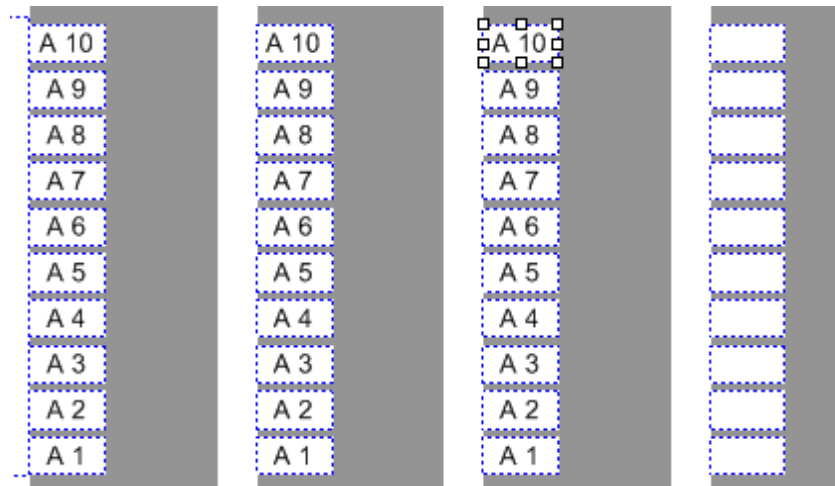 A 10 A 10 A 10
A 9 A 9 A 9
A 8 A 8 A 8
A 7 A 7 A 7
A 6 A 6 A 6
A 5 A 5 A 5
A 4 A 4 A 4
A 3 A 3 A 3
A 2 A 2 A 2
A 1 A 1 A 1